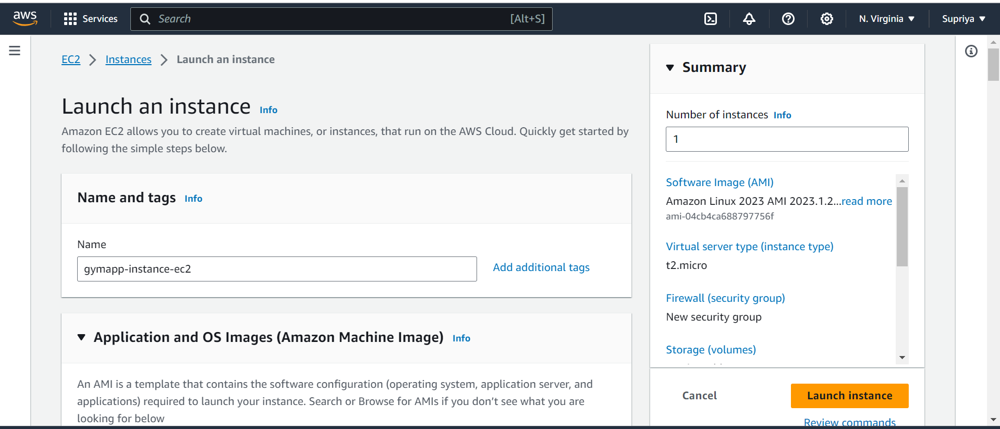 aws
Services
Search
[Alt+S]
N. Virginia
Supriya
EC2
Instances
Launch an instance
Launch an instance Info
Amazon EC2 allows you to create virtual machines, or instances, that run on the AWS Cloud. Quickly get started by
following the simple steps below.
Name and tags Info
Name
gymapp-instance-ec2
Add additional tags
Application and OS Images (Amazon Machine Image) Info
An AMI is a template that contains the software configuration (operating system, application server, and
applications) required to launch your instance. Search or Browse for AMIs if you don’t see what you are
looking for below
Summary
Number of instances Info
1
Software Image (AMI)
Amazon Linux 2023 AMI 2023.1.2...read more
ami-04cb4ca688797756f
Virtual server type (instance type)
t2.micro
Firewall (security group)
New security group
Storage (volumes)
Cancel
Launch instance
Review commands